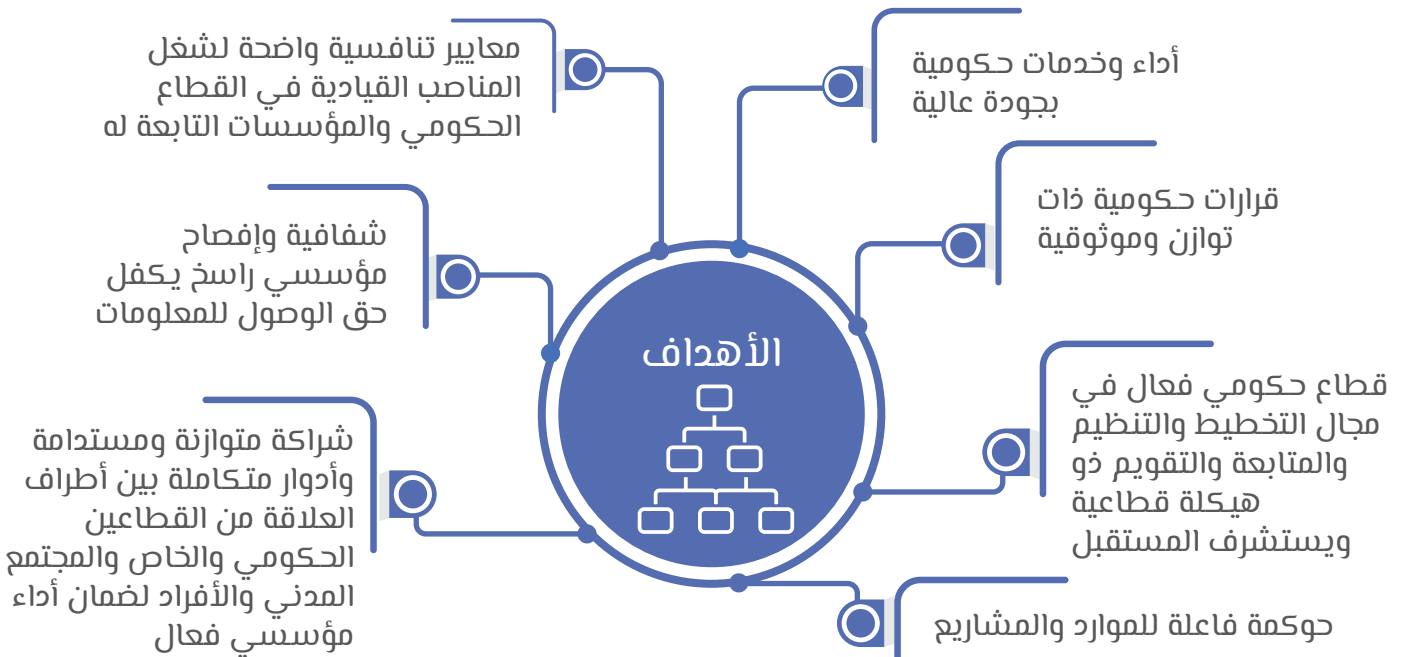 الأهداف
أداء وخدمات حكومية
بجودة عالية
قرارات حكومية ذات
توازن وموثوقية
قطاع حكومي فعال في
مجال التخطيط والتنظيم
والمتابعة والتقويم ذو
هيكلة قطاعية
ويستشرف المستقبل
حوكمة فاعلة للموارد والمشاريع
معايير تنافسية واضحة لشغل
المناصب القيادية في القطاع
الحكومي والمؤسسات التابعة له
شفافية وإفصاح
مؤسسي راسخ يكفل
حق الوصول للمعلومات
شراكة متوازنة ومستدامة
وأدوار متكاملة بين أطراف
العلاقة من القطاعين
الحكومي والخاص والمجتمع
المدني والأفراد لضمان أداء
مؤسسي فعال